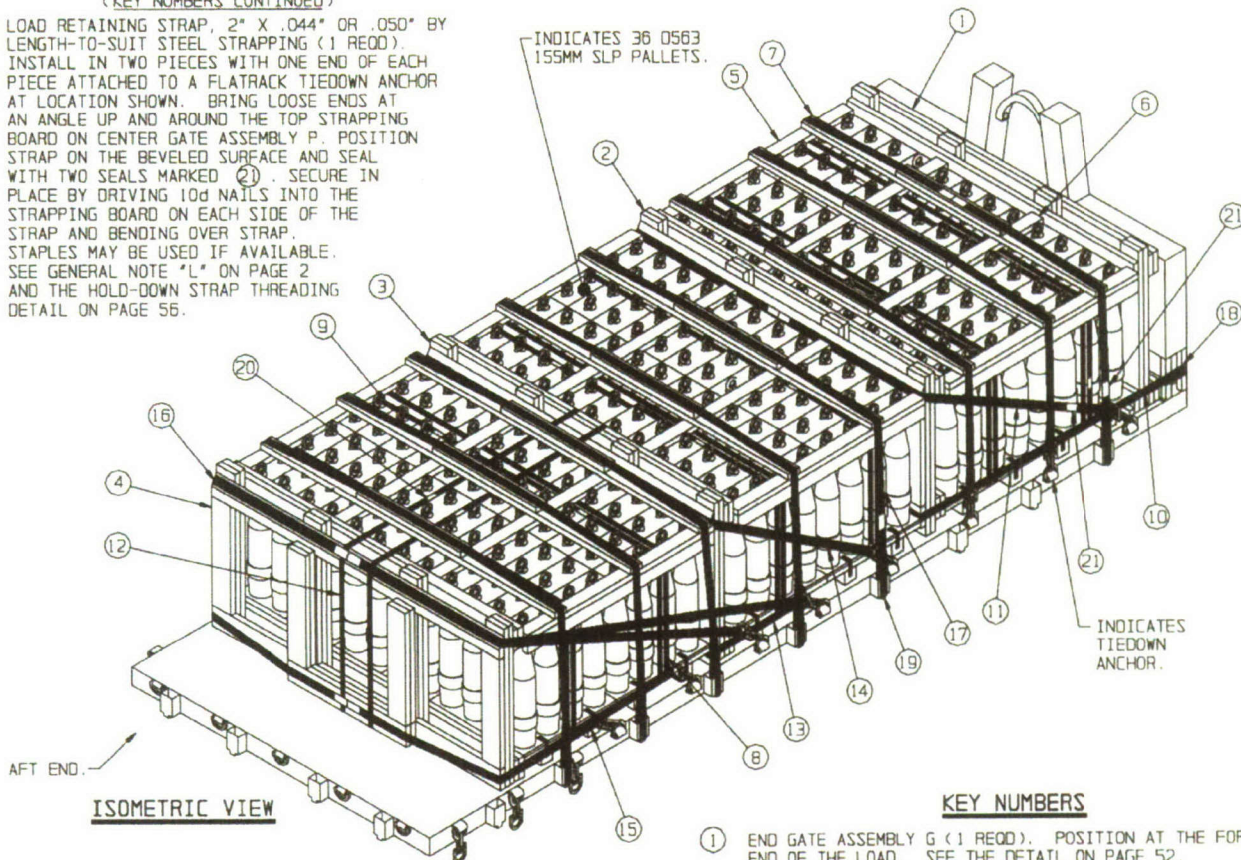 (KEY NUMBERS CONTINUED)
LOAD RETAINING STRAP, 2" X .044" OR .050" BY
LENGTH-TO-SUIT STEEL STRAPPING (1 REQD).
INSTALL IN TWO PIECES WITH ONE END OF EACH
PIECE ATTACHED TO A FLATRACK TIEDOWN ANCHOR
AT LOCATION SHOWN. BRING LOOSE ENDS AT
AN ANGLE UP AND AROUND THE TOP STRAPPING
BOARD ON CENTER GATE ASSEMBLY P. POSITION
STRAP ON THE BEVELED SURFACE AND SEAL
WITH TWO SEALS MARKED 21 . SECURE IN
PLACE BY DRIVING 10d NAILS INTO THE
STRAPPING BOARD ON EACH SIDE OF THE
STRAP AND BENDING OVER STRAP.
STAPLES MAY BE USED IF AVAILABLE.
SEE GENERAL NOTE "L" ON PAGE 2
AND THE HOLD-DOWN STRAP THREADING
DETAIL ON PAGE 56.
INDICATES 36 D563
155MM SLP PALLETS.
1
7
5
6
2
21
3
9
18
20
16
4
12
10
21
11
17
INDICATES
TIEDOWN
ANCHOR.
19
14
13
8
15
AFT END.
ISOMETRIC VIEW
KEY NUMBERS
1 END GATE ASSEMBLY G (1 REQD). POSITION AT THE FOR
END OF THE LOAD. SEE THE DETAIL ON PAGE 52